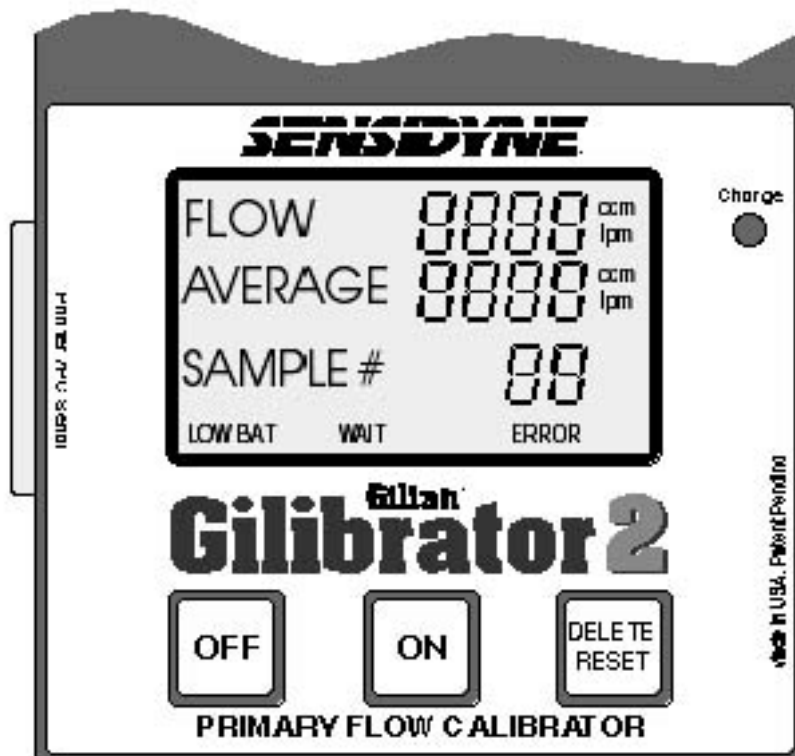 SENSIDYNE
Charge
FLOW 8888 ccm lpm
AVERAGE 8888 ccm lpm
SAMPLE # 88
LOW BAT WAIT ERROR
Gilian
Gilibrator 2
OFF
ON
DELETE
RESET
PRIMARY FLOW CALIBRATOR
Made in USA. Patent Pending